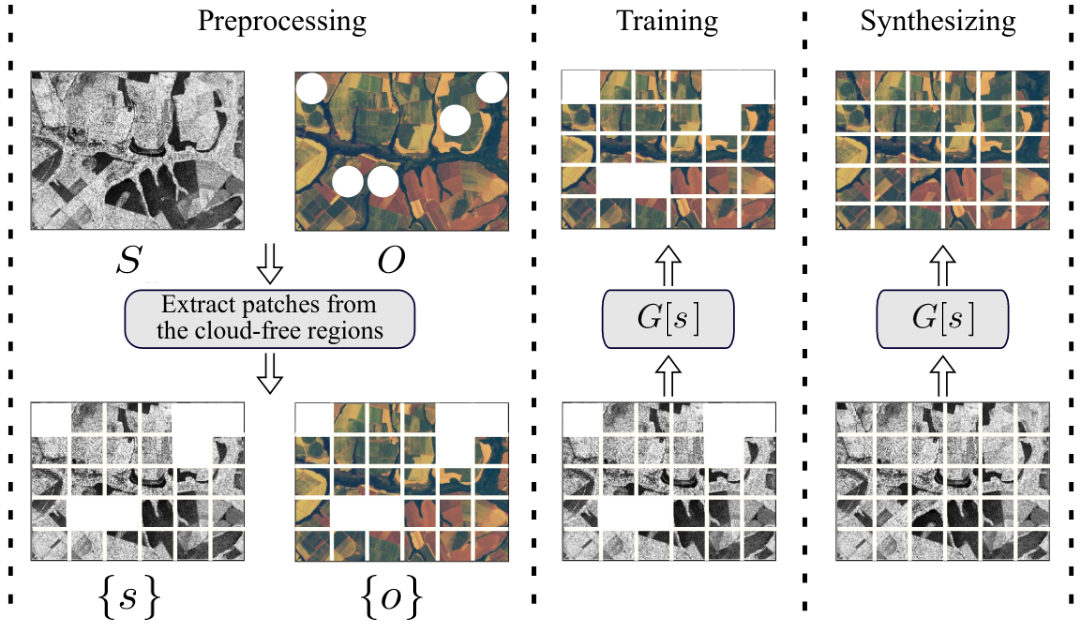 Preprocessing
Training
Synthesizing
S
O
Extract patches from
the cloud-free regions
G[s]
G[s]
{s}
{o}